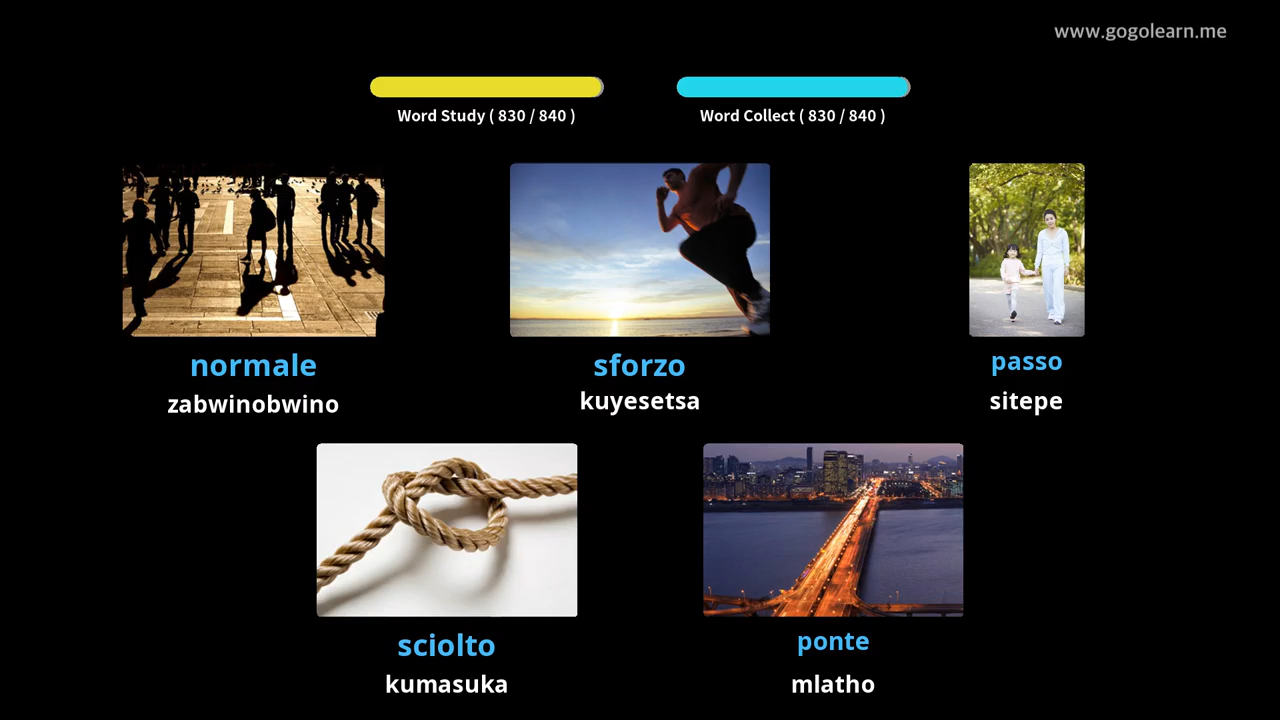 www.gogolearn.me
Word Study ( 830 / 840 )
Word Collect ( 830 / 840 )
normale
zabwinobwino
sforzo
kuyesetsa
passo
sitepe
sciolto
kumasuka
ponte
mlatho